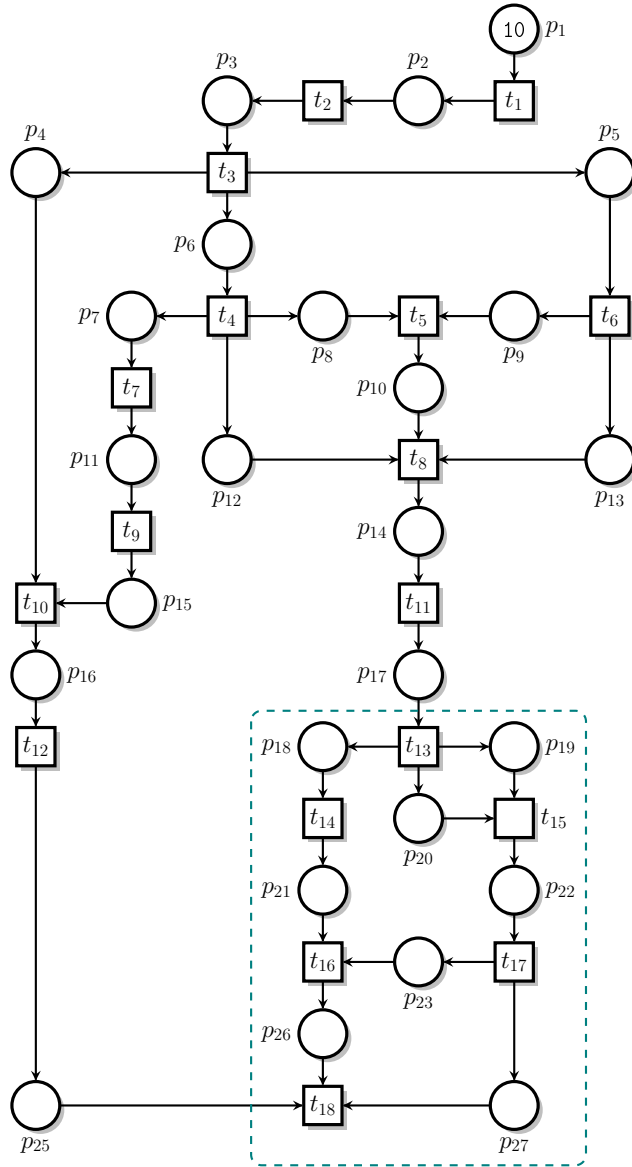 10 p₁
p₃ p₂
t₂ t₁
p₄ p₅
t₃
p₆
p₇ t₄ t₅ t₆
p₈ p₉
t₇ p₁₀
p₁₁ t₈
p₁₂ p₁₃
t₉ p₁₄
t₁₀ p₁₅ t₁₁
p₁₆ p₁₇
t₁₂ p₁₈ t₁₃ p₁₉
t₁₄ t₁₅
p₂₀
p₂₁ p₂₂
t₁₆ t₁₇
p₂₃
p₂₆
t₁₈
p₂₅ p₂₇